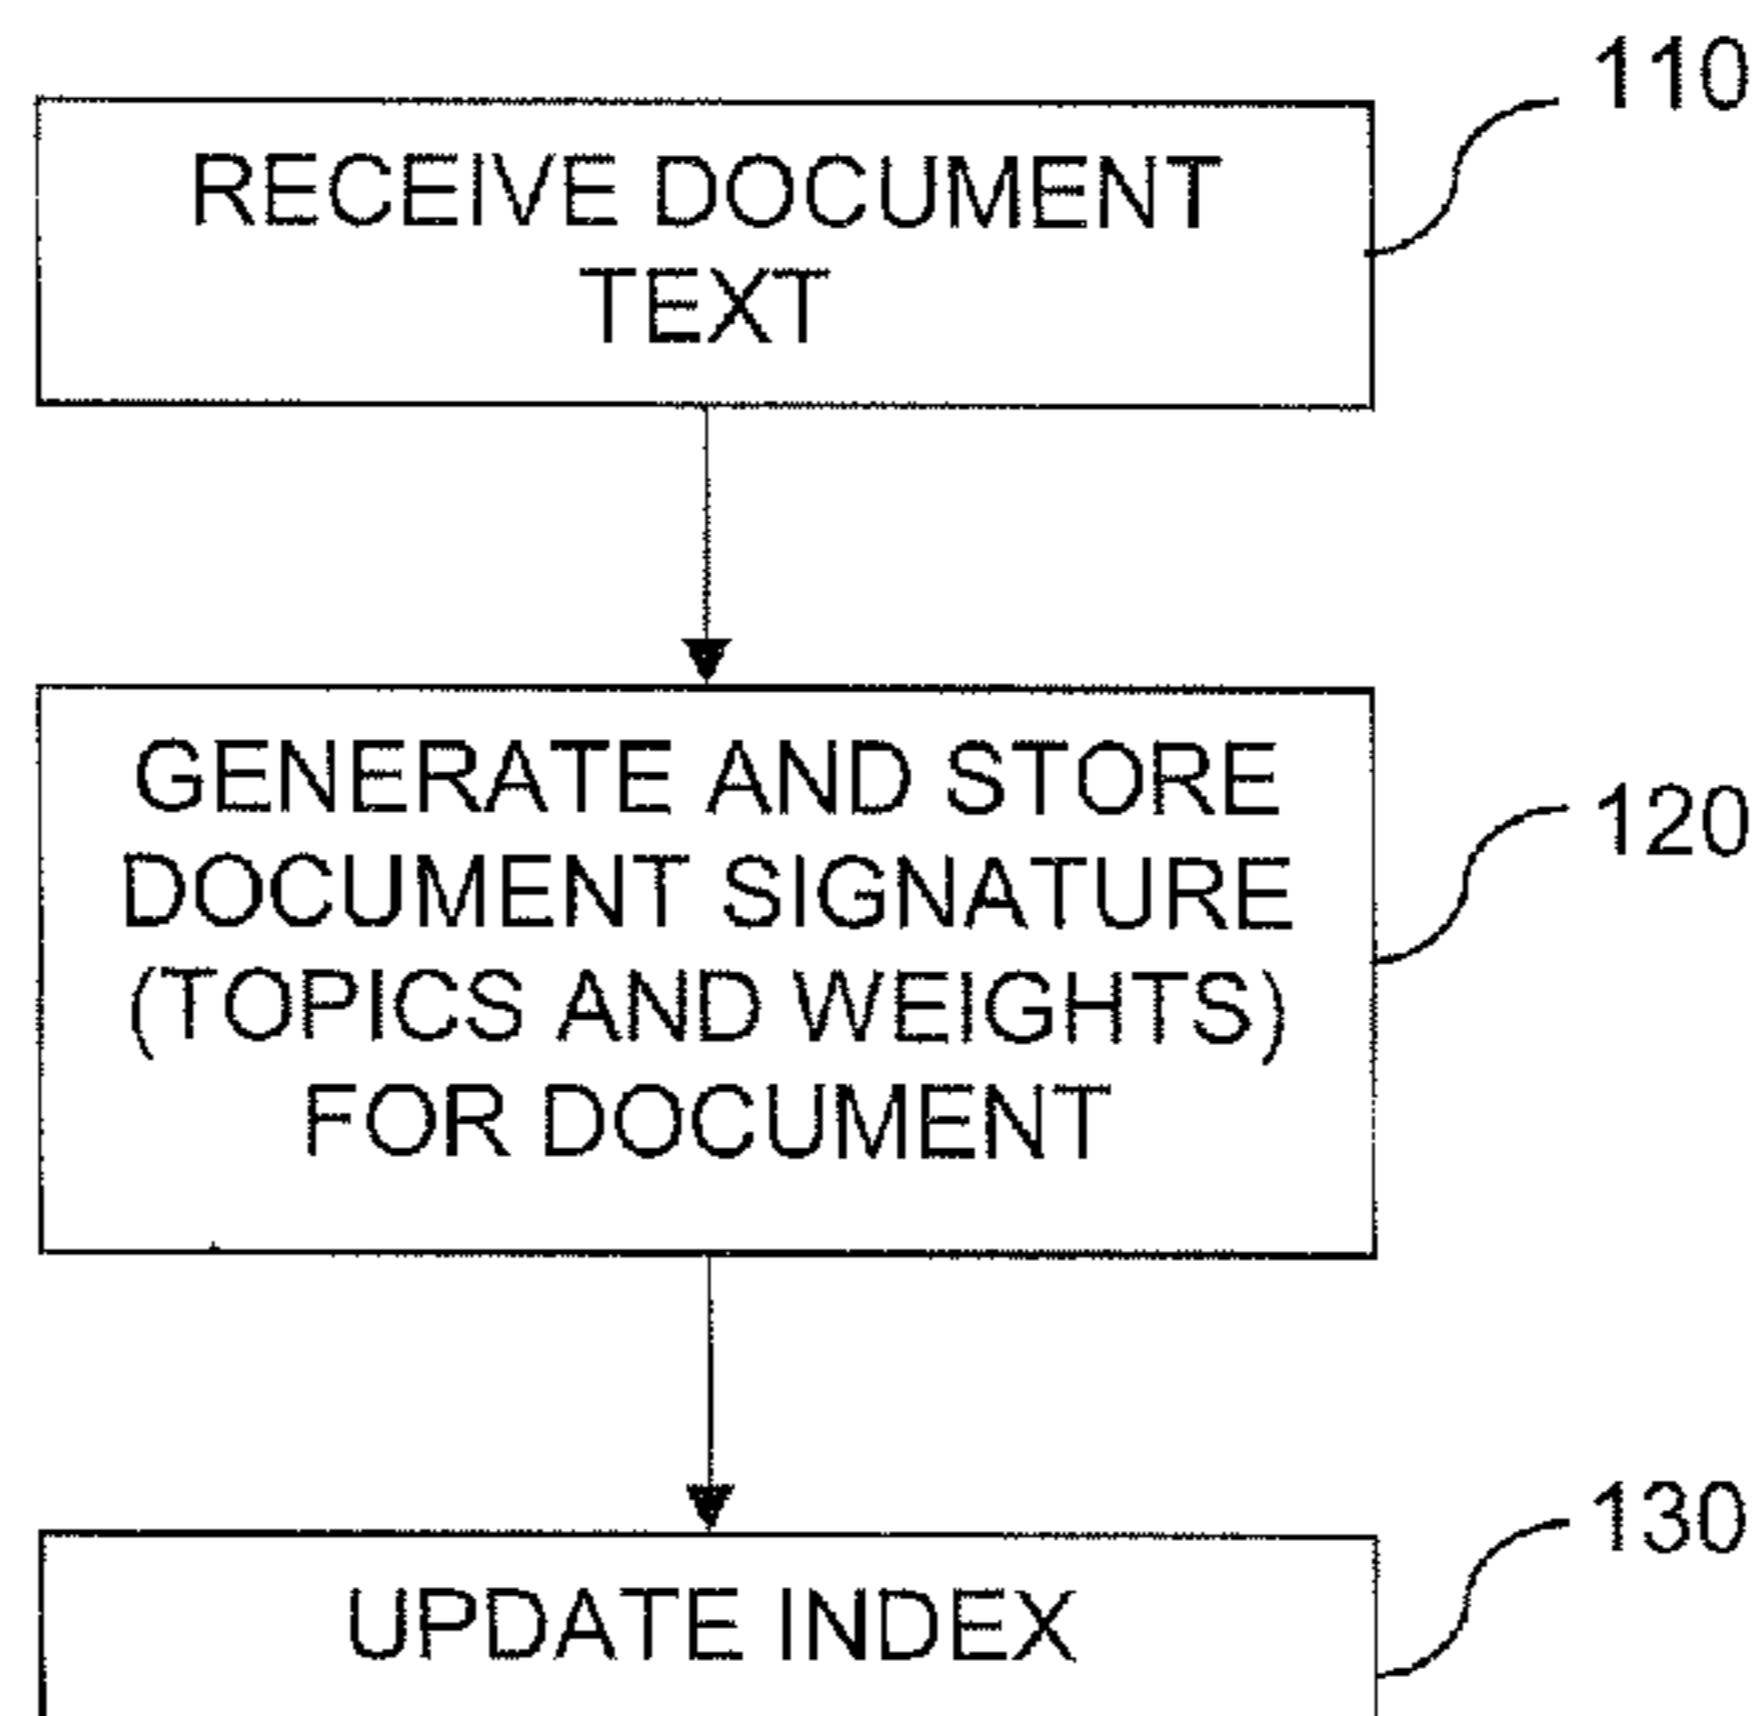 110
RECEIVE DOCUMENT
TEXT
GENERATE AND STORE
DOCUMENT SIGNATURE
(TOPICS AND WEIGHTS)
FOR DOCUMENT
120
130
UPDATE INDEX